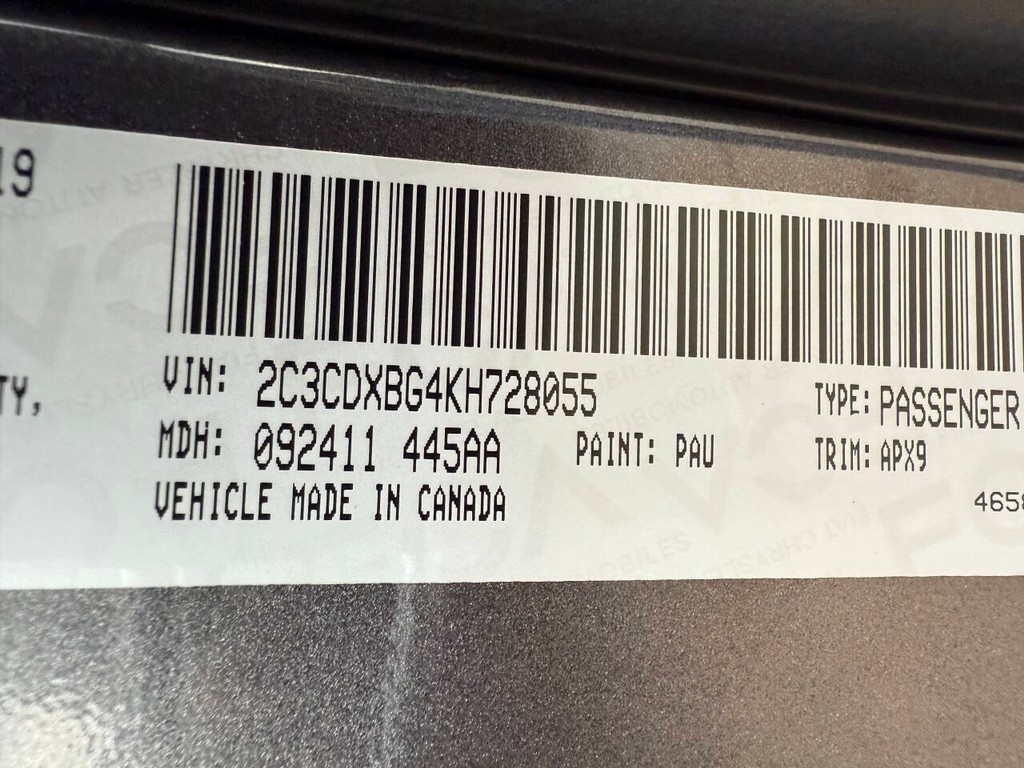 19
TY,
VIN: 2C3CDXBG4KH728055
TYPE: PASSENGER
MDH: 092411 445AA
PAINT: PAU
TRIM: APX9
VEHICLE MADE IN CANADA
465